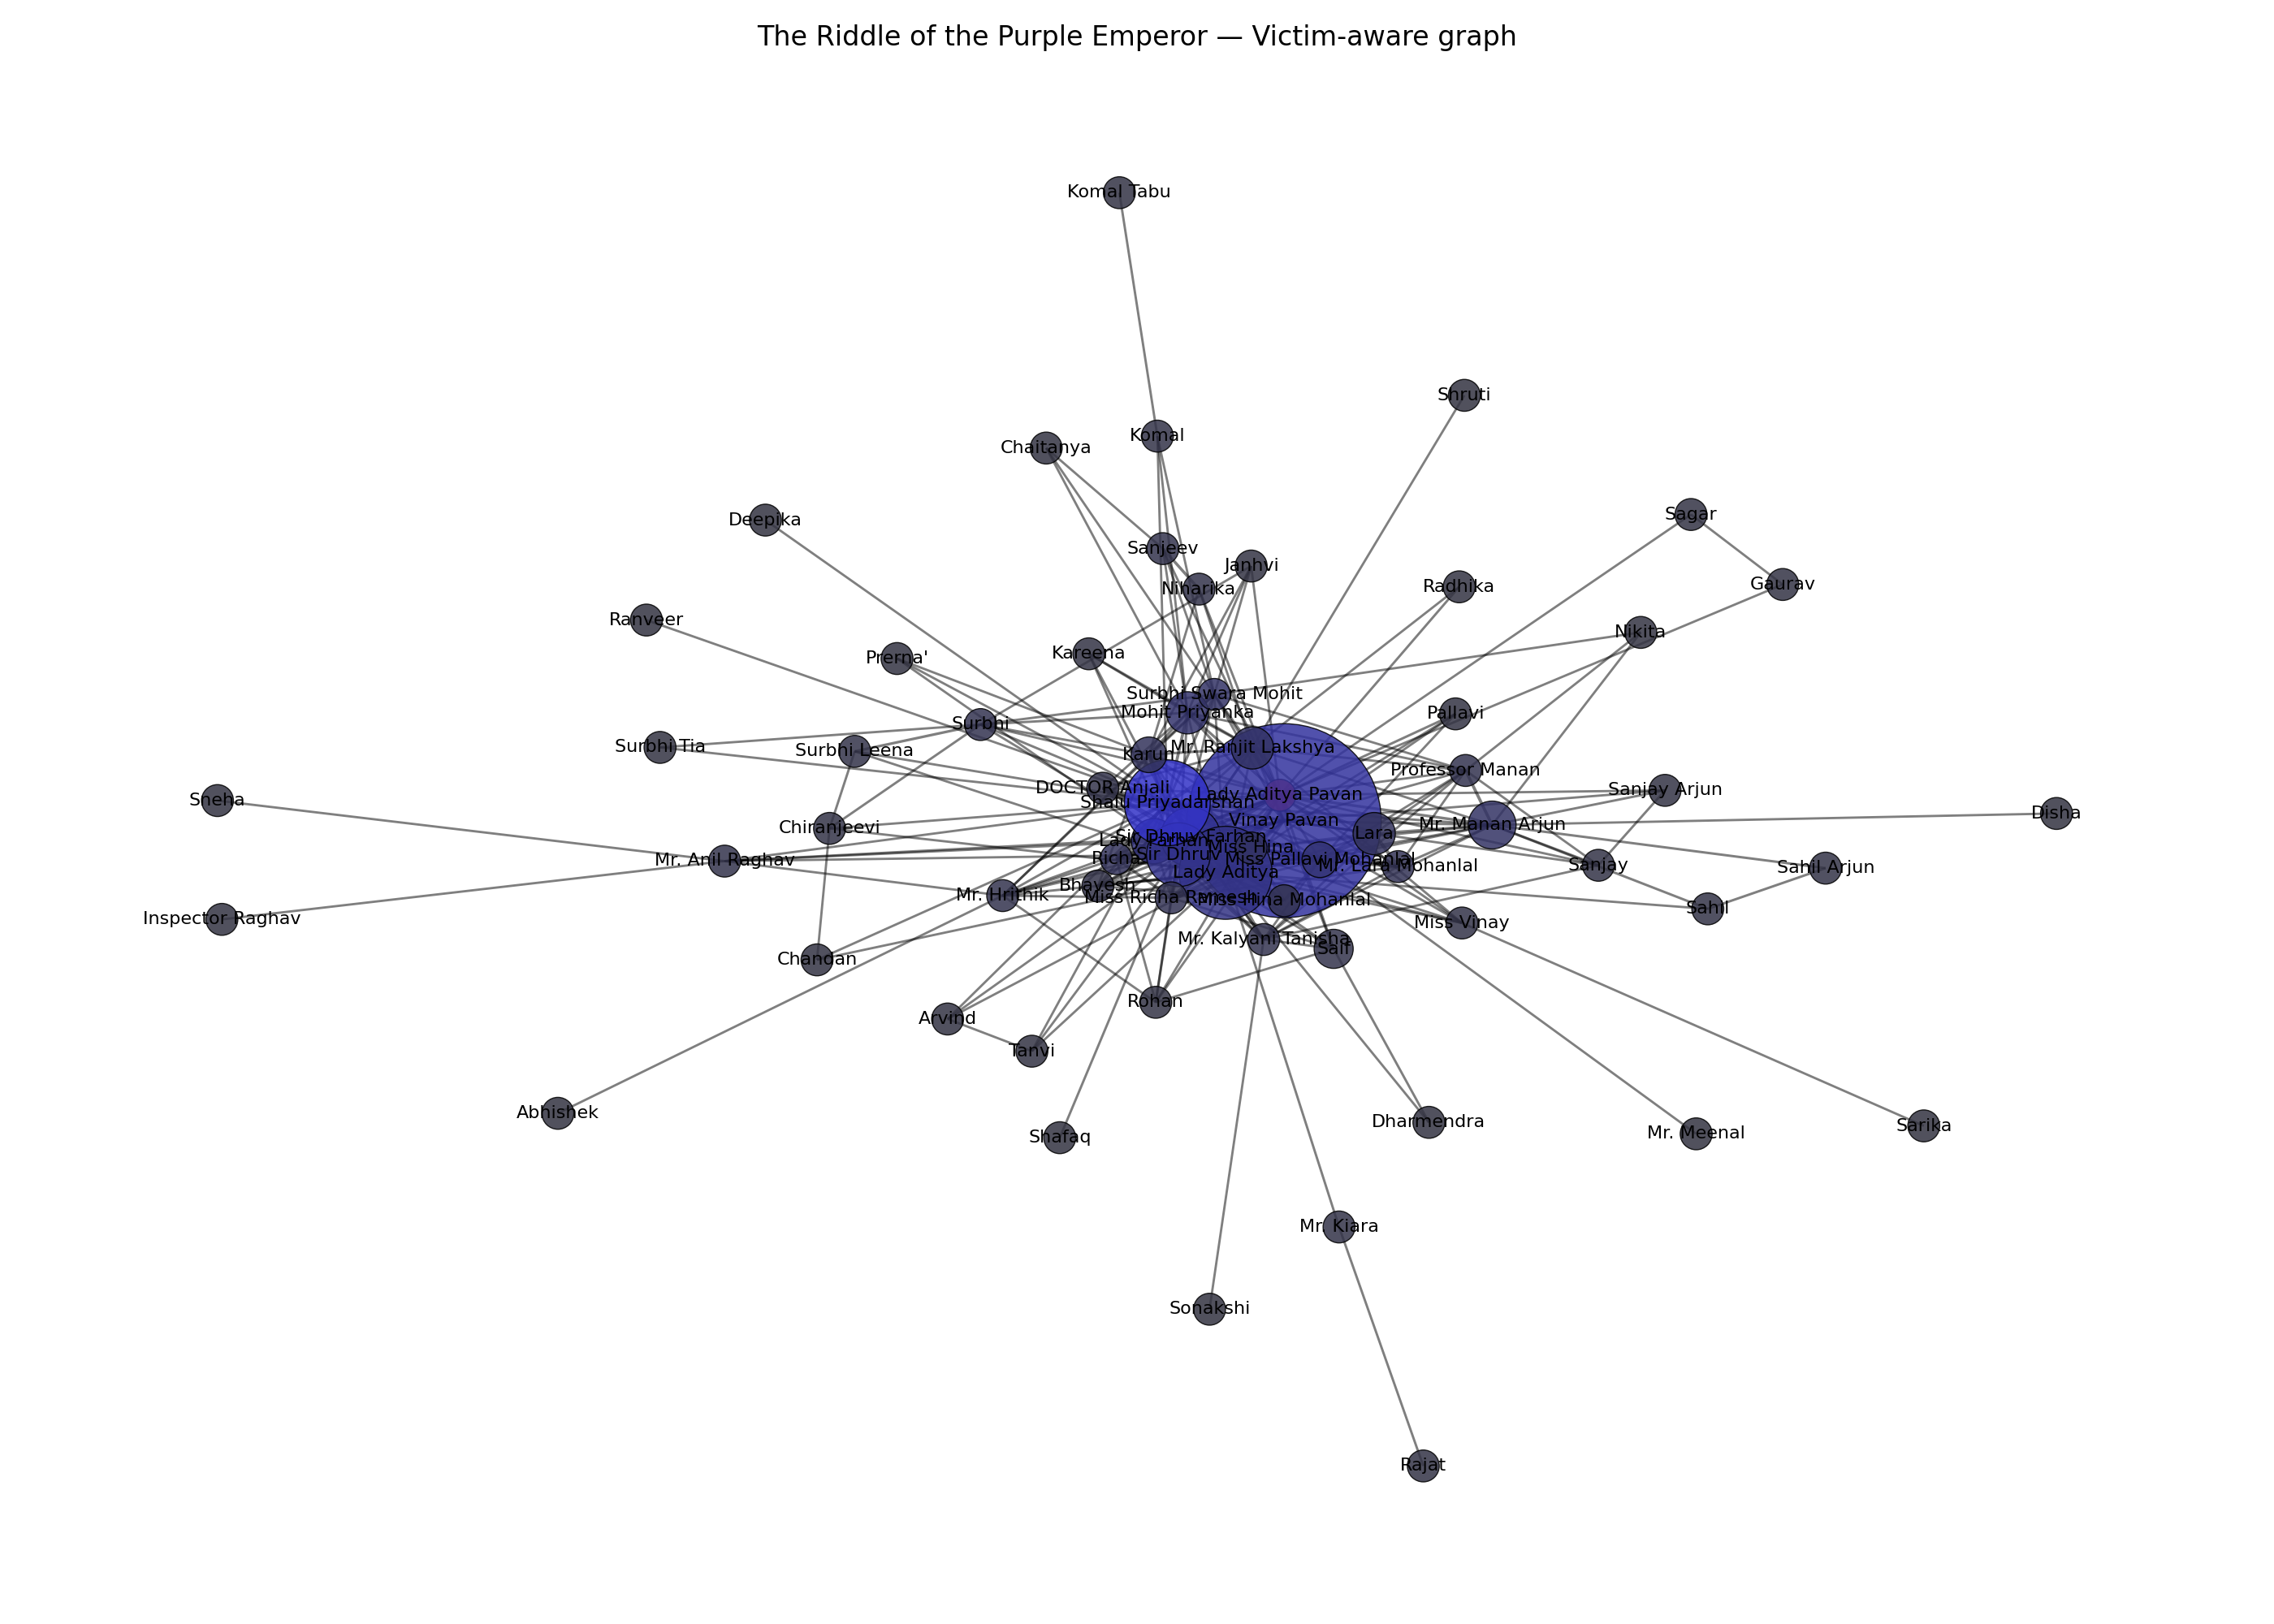 The Riddle of the Purple Emperor — Victim-aware graph
Komal Tabu
Shruti
Komal
Chaitanya
Sagar
Deepika
Sanjeev
Janhvi
Gaurav
Niharika
Radhika
Ranveer
Nikita
Kareena
Prerna'
Surbhi Swara Mohit
Mohit Priyanka
Pallavi
Surbhi
Surbhi Tia
Mr. Ranjit Lakshya
Surbhi Leena
Karun
Professor Manan
DOCTOR Anjali
Sanjay Arjun
Lady Aditya Pavan
Sneha
Shalu Priyadarshan
Disha
Vinay Pavan
Mr. Manan Arjun
Chiranjeevi
Lara
Sir Dhruv Farhan
Lady Farhan
Miss Hina
Sir Dhruv
Richa
Mr. Anil Raghav
Miss Pallavi Mohanlal
Mr. Lara Mohanlal
Sanjay
Sahil Arjun
Lady Aditya
Bhavesh
Mr. Hrithik
Miss Richa Ramesh
Miss Hina Mohanlal
Sahil
Inspector Raghav
Miss Vinay
Mr. Kalyani Tanisha
Saif
Chandan
Rohan
Arvind
Tanvi
Abhishek
Dharmendra
Sarika
Mr. Meenal
Shafaq
Mr. Kiara
Sonakshi
Rajat